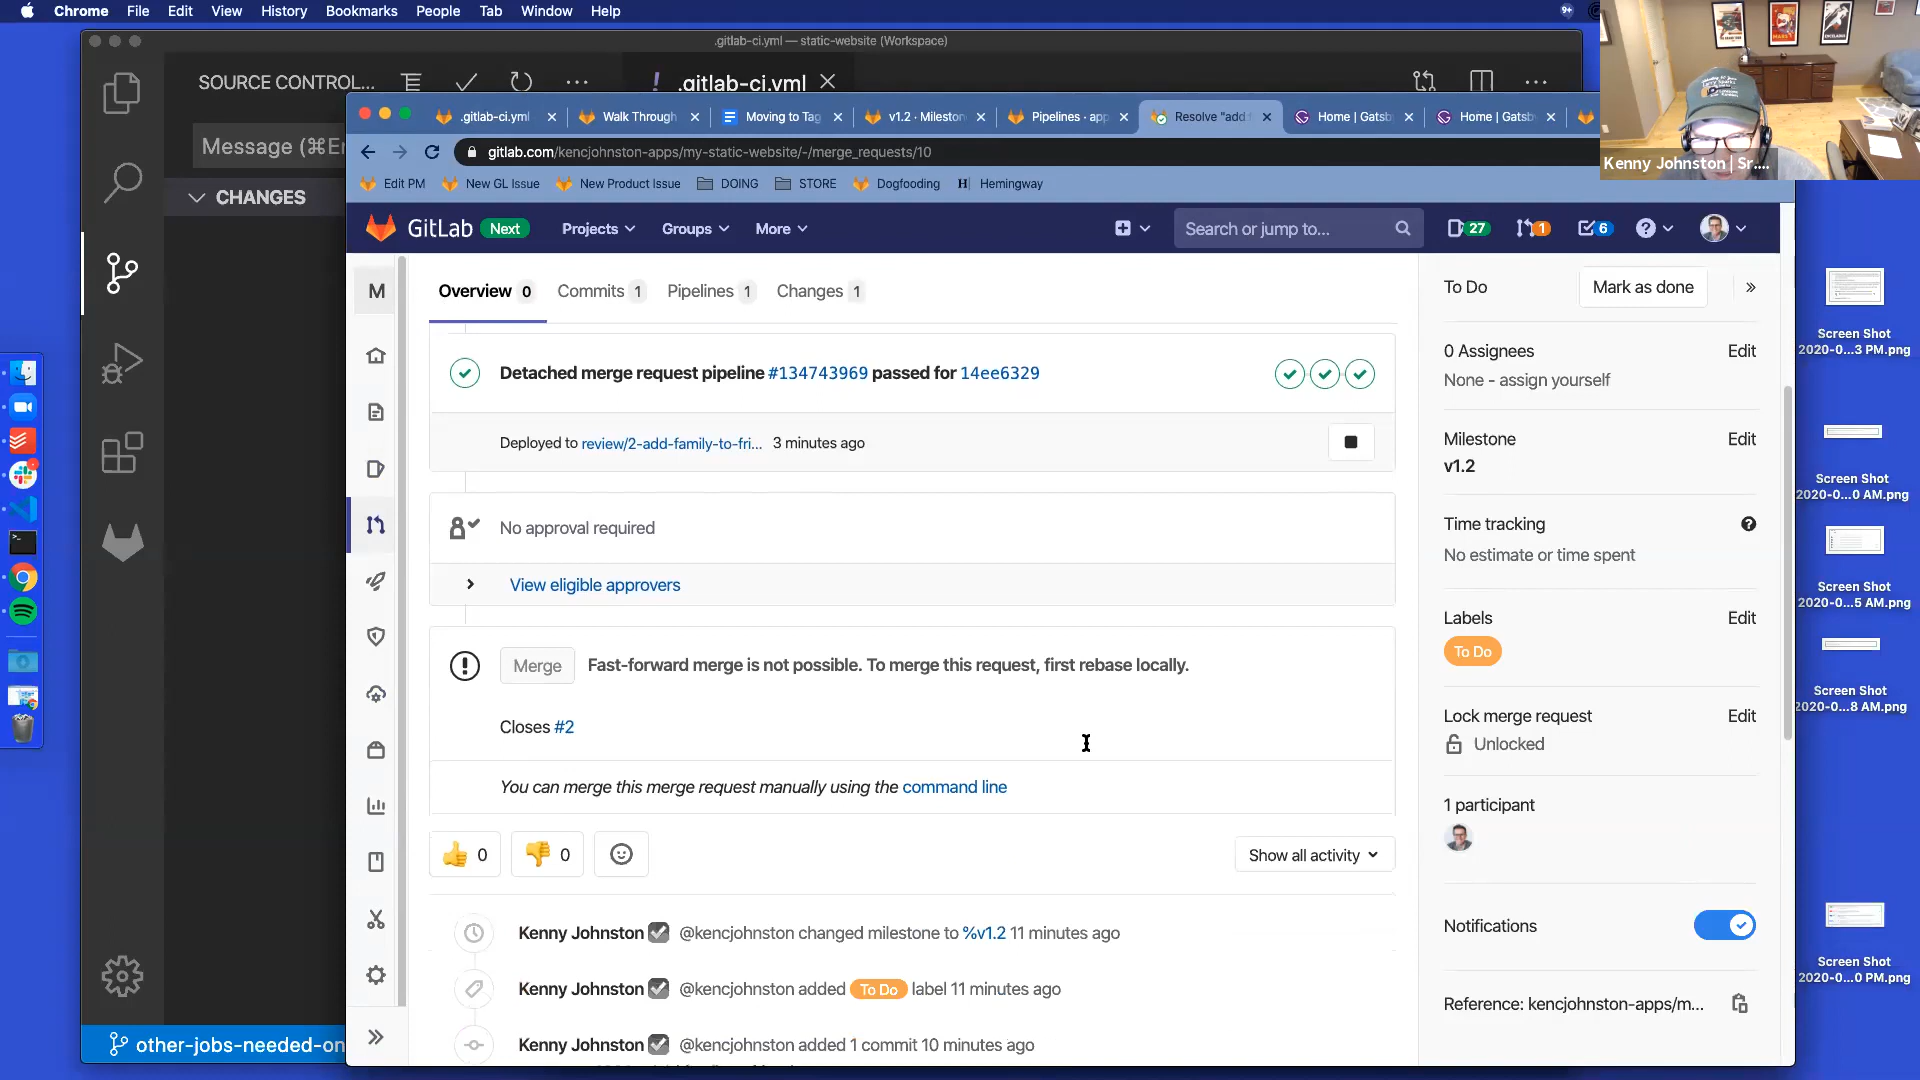 Chrome File Edit View History Bookmarks People Tab Window Help
9+
.gitlab-ci.yml — static-website (Workspace)
SOURCE CONTROL...
.gitlab-ci.yml
Message (⌘E
CHANGES
.gitlab-ci.yml
Walk Through
Moving to Tag
v1.2 · Mileston
Pipelines · app
Resolve "add
Home | Gatsb
Home | Gatsb
gitlab.com/kencjohnston-apps/my-static-website/-/merge_requests/10
Kenny Johnston | Sr....
Edit PM New GL Issue New Product Issue DOING STORE Dogfooding Hemingway
GitLab Next Projects Groups More Search or jump to... 27 1 6
M
Overview 0 Commits 1 Pipelines 1 Changes 1
Detached merge request pipeline #134743969 passed for 14ee6329
Deployed to review/2-add-family-to-fri... 3 minutes ago
No approval required
View eligible approvers
Merge Fast-forward merge is not possible. To merge this request, first rebase locally.
Closes #2
You can merge this merge request manually using the command line
0 0 Show all activity
Kenny Johnston @kencjohnston changed milestone to %v1.2 11 minutes ago
Kenny Johnston @kencjohnston added To Do label 11 minutes ago
Kenny Johnston @kencjohnston added 1 commit 10 minutes ago
To Do Mark as done
0 Assignees Edit
None - assign yourself
Milestone Edit
v1.2
Time tracking
No estimate or time spent
Labels Edit
To Do
Lock merge request Edit
Unlocked
1 participant
Notifications
Reference: kencjohnston-apps/m...
other-jobs-needed-on
Screen Shot
2020-0...3 PM.png
Screen Shot
2020-0...0 AM.png
Screen Shot
2020-0...5 AM.png
Screen Shot
2020-0...8 AM.png
Screen Shot
2020-0...0 PM.png